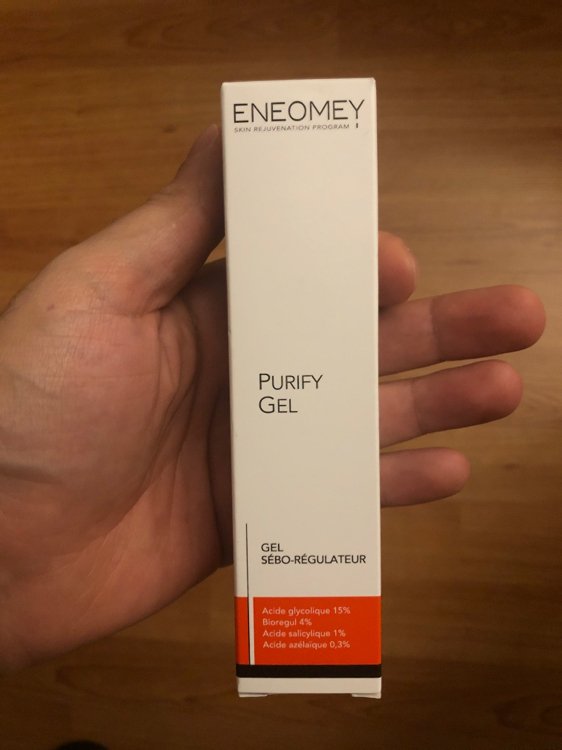 ENEOMEY
SKIN REJUVENATION PROGRAM
PURIFY
GEL
GEL
SÉBO-RÉGULATEUR
Acide glycolique 15%
Bioregul 4%
Acide salicylique 1%
Acide azélaïque 0,3%